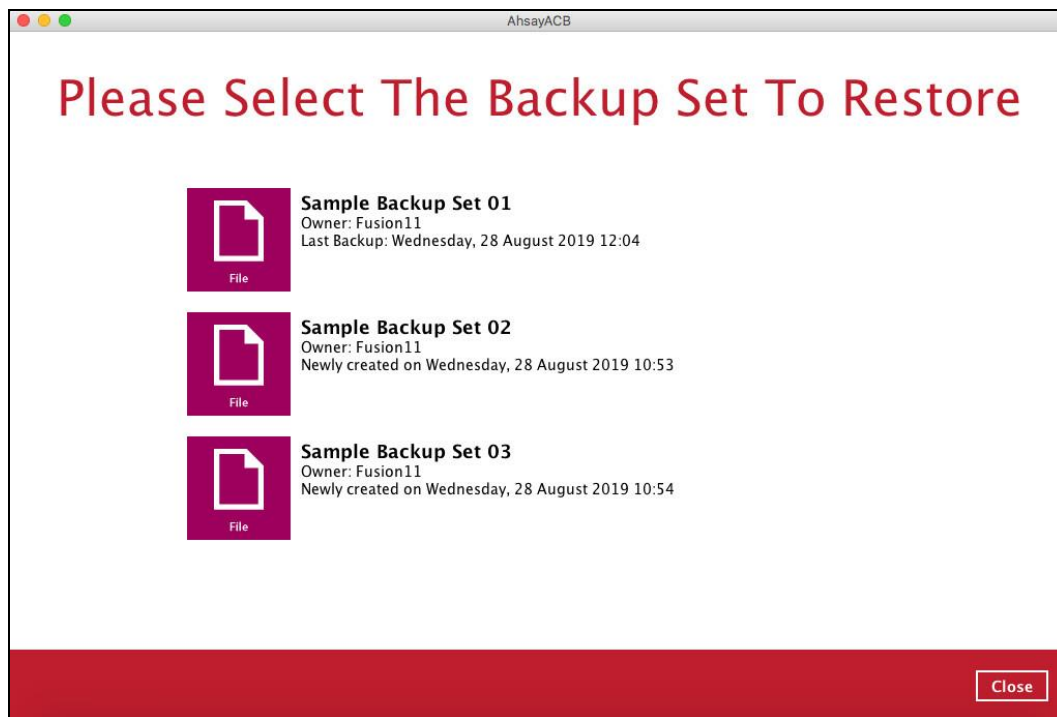 AhsayACB
Please Select The Backup Set To Restore
Sample Backup Set 01
Owner: Fusion11
Last Backup: Wednesday, 28 August 2019 12:04
File
Sample Backup Set 02
Owner: Fusion11
Newly created on Wednesday, 28 August 2019 10:53
File
Sample Backup Set 03
Owner: Fusion11
Newly created on Wednesday, 28 August 2019 10:54
File
Close